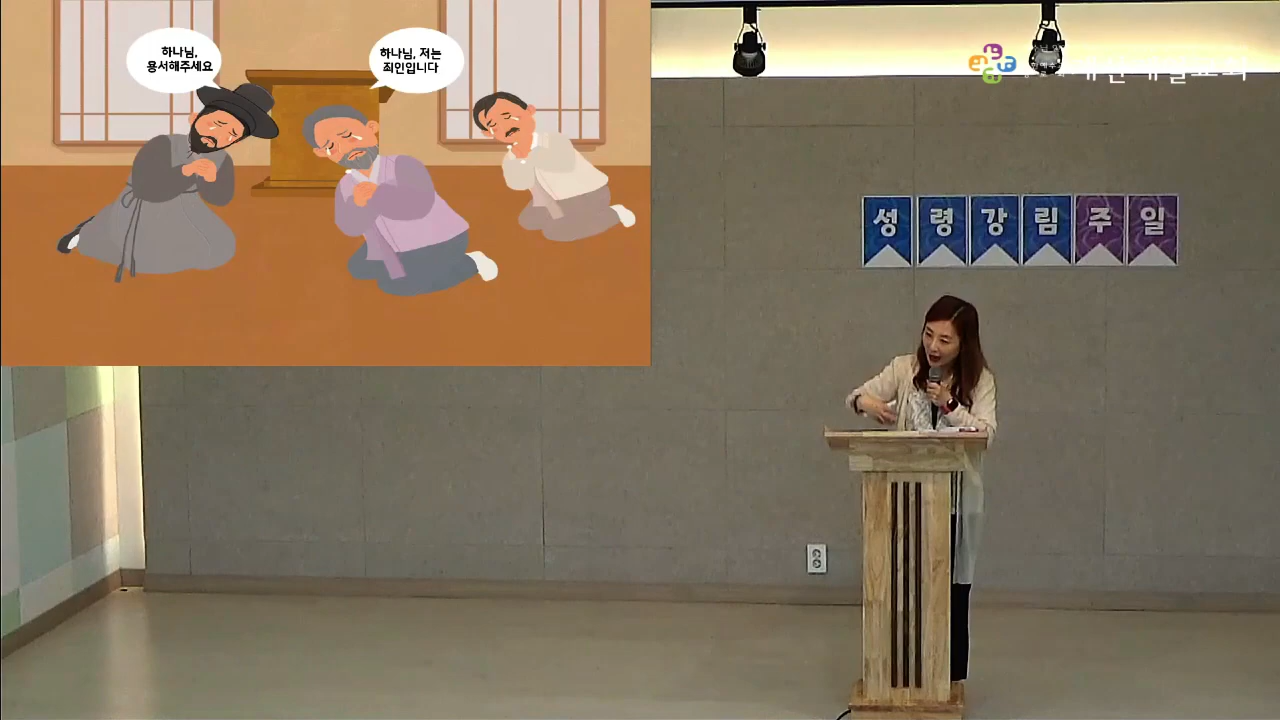 하나님,
용서해주세요
하나님, 저는
죄인입니다
성령강림주일